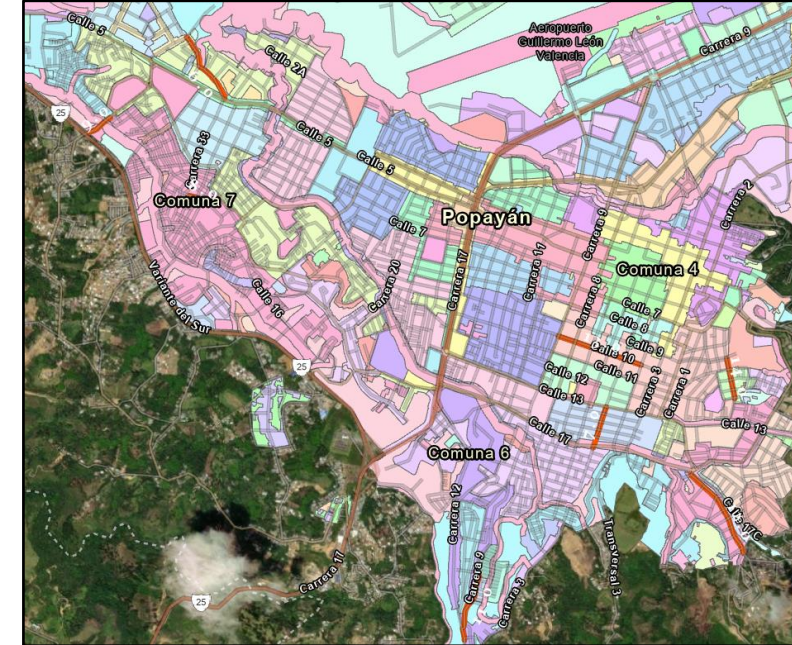 Calle 5
Aeropuerto
Guillermo León
Valencia
Carrera 9
Calle 2A
25
Calle 5
Calle 5
Carrera 33
Comuna 7
Popayán
Carrera 2
Calle 7
Carrera 9
Carrera 11
Comuna 4
Carrera 17
Carrera 20
Variante del Sur
Calle 16
Carrera 8
Calle 7
Calle 8
Calle 9
Calle 10
Calle 11
25
Calle 12
Calle 13
Carrera 3
Carrera 1
Calle 13
Calle 17
Comuna 6
Carrera 12
Calle 17C
Transversal 3
Carrera 17
Carrera 9
Carrera 3
25